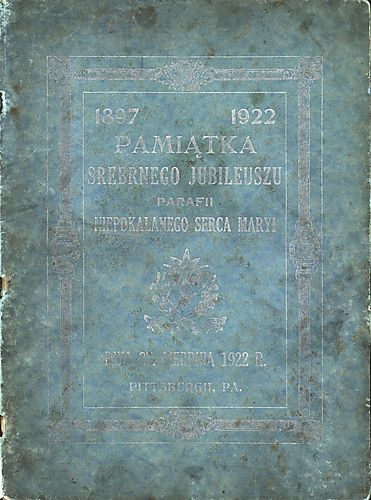 1897 1922
PAMIĄTKA
SREBRNEGO JUBILEUSZU
PARAFII
NIEPOKALANEGO SERCA MARYI
DNIA SIERPNIA 1922 R.
PITTSBURGH, PA.